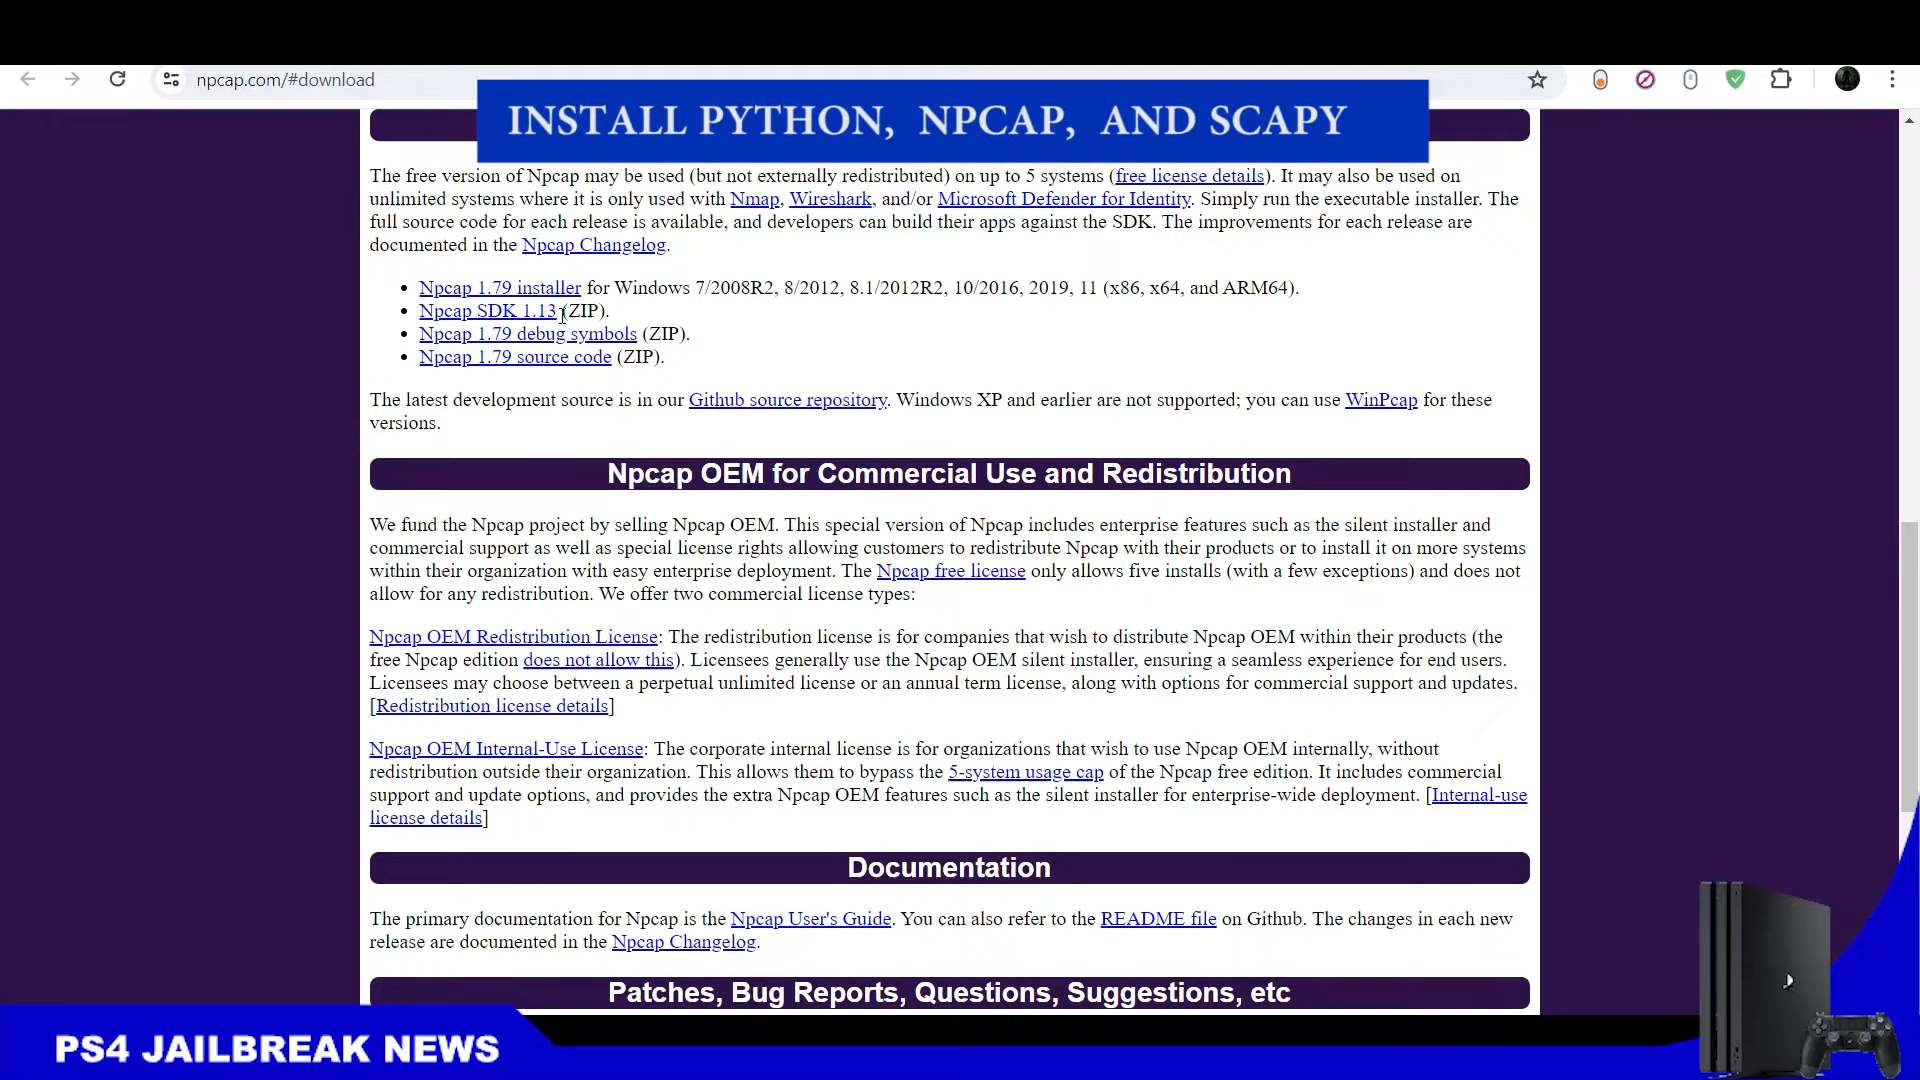 npcap.com/#download
INSTALL PYTHON, NPCAP, AND SCAPY
The free version of Npcap may be used (but not externally redistributed) on up to 5 systems (free license details). It may also be used on
unlimited systems where it is only used with Nmap, Wireshark, and/or Microsoft Defender for Identity. Simply run the executable installer. The
full source code for each release is available, and developers can build their apps against the SDK. The improvements for each release are
documented in the Npcap Changelog.
• Npcap 1.79 installer for Windows 7/2008R2, 8/2012, 8.1/2012R2, 10/2016, 2019, 11 (x86, x64, and ARM64).
• Npcap SDK 1.13 (ZIP).
• Npcap 1.79 debug symbols (ZIP).
• Npcap 1.79 source code (ZIP).
The latest development source is in our Github source repository. Windows XP and earlier are not supported; you can use WinPcap for these
versions.
Npcap OEM for Commercial Use and Redistribution
We fund the Npcap project by selling Npcap OEM. This special version of Npcap includes enterprise features such as the silent installer and
commercial support as well as special license rights allowing customers to redistribute Npcap with their products or to install it on more systems
within their organization with easy enterprise deployment. The Npcap free license only allows five installs (with a few exceptions) and does not
allow for any redistribution. We offer two commercial license types:
Npcap OEM Redistribution License: The redistribution license is for companies that wish to distribute Npcap OEM within their products (the
free Npcap edition does not allow this). Licensees generally use the Npcap OEM silent installer, ensuring a seamless experience for end users.
Licensees may choose between a perpetual unlimited license or an annual term license, along with options for commercial support and updates.
[Redistribution license details]
Npcap OEM Internal-Use License: The corporate internal license is for organizations that wish to use Npcap OEM internally, without
redistribution outside their organization. This allows them to bypass the 5-system usage cap of the Npcap free edition. It includes commercial
support and update options, and provides the extra Npcap OEM features such as the silent installer for enterprise-wide deployment. [Internal-use
license details]
Documentation
The primary documentation for Npcap is the Npcap User's Guide. You can also refer to the README file on Github. The changes in each new
release are documented in the Npcap Changelog.
Patches, Bug Reports, Questions, Suggestions, etc
PS4 JAILBREAK NEWS